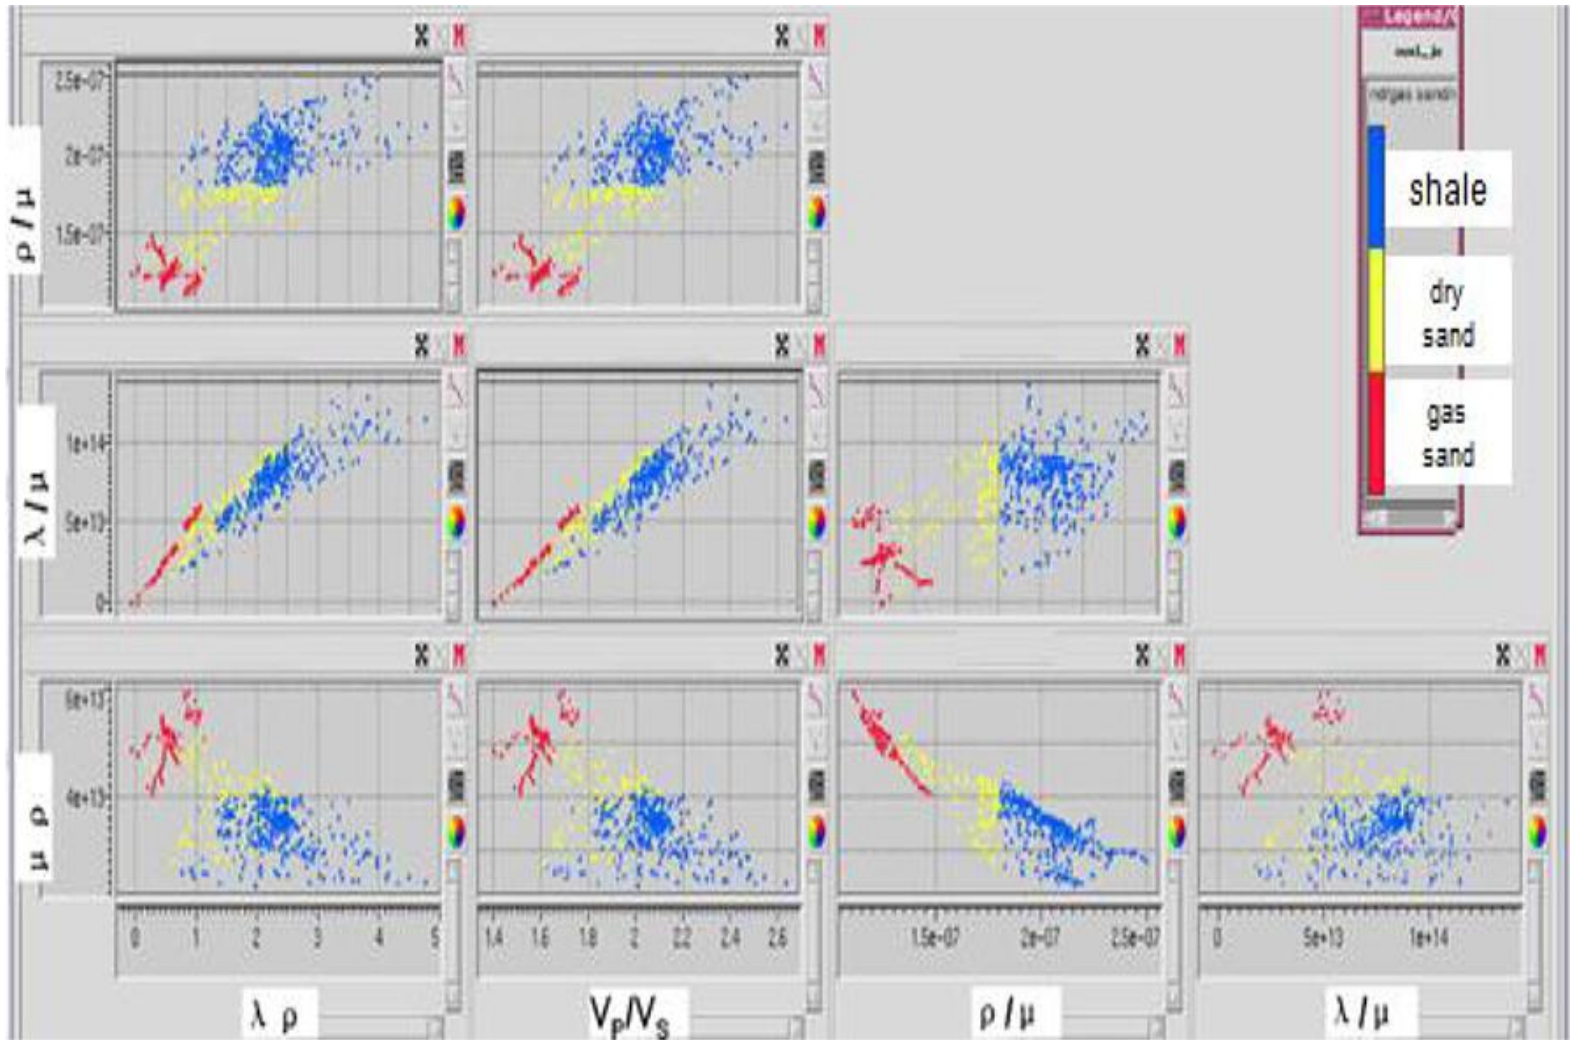 Legend/
shale
dry
sand
gas
sand
ρ / μ
2.5e-07
2e-07
1.5e-07
λ / μ
1e+14
5e+13
0
μ ρ
6e+13
4e+13
0 1 2 3 4 5
1.4 1.6 1.8 2 2.2 2.4 2.6
1.5e-07 2e-07 2.5e-07
0 5e+13 1e+14
λ ρ
Vₚ/Vₛ
ρ / μ
λ / μ